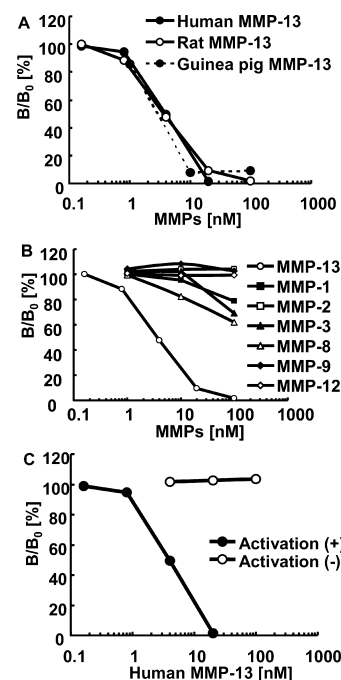 A
120
Human MMP-13
100
Rat MMP-13
80
Guinea pig MMP-13
60
40
20
0
B/B0 [%]
0.1 1 10 100 1000
MMPs [nM]
B
120
100
80
60
40
20
0
B/B0 [%]
MMP-13
MMP-1
MMP-2
MMP-3
MMP-8
MMP-9
MMP-12
0.1 1 10 100 1000
MMPs [nM]
C
120
100
80
60
40
20
0
B/B0 [%]
Activation (+)
Activation (-)
0.1 1 10 100 1000
Human MMP-13 [nM]